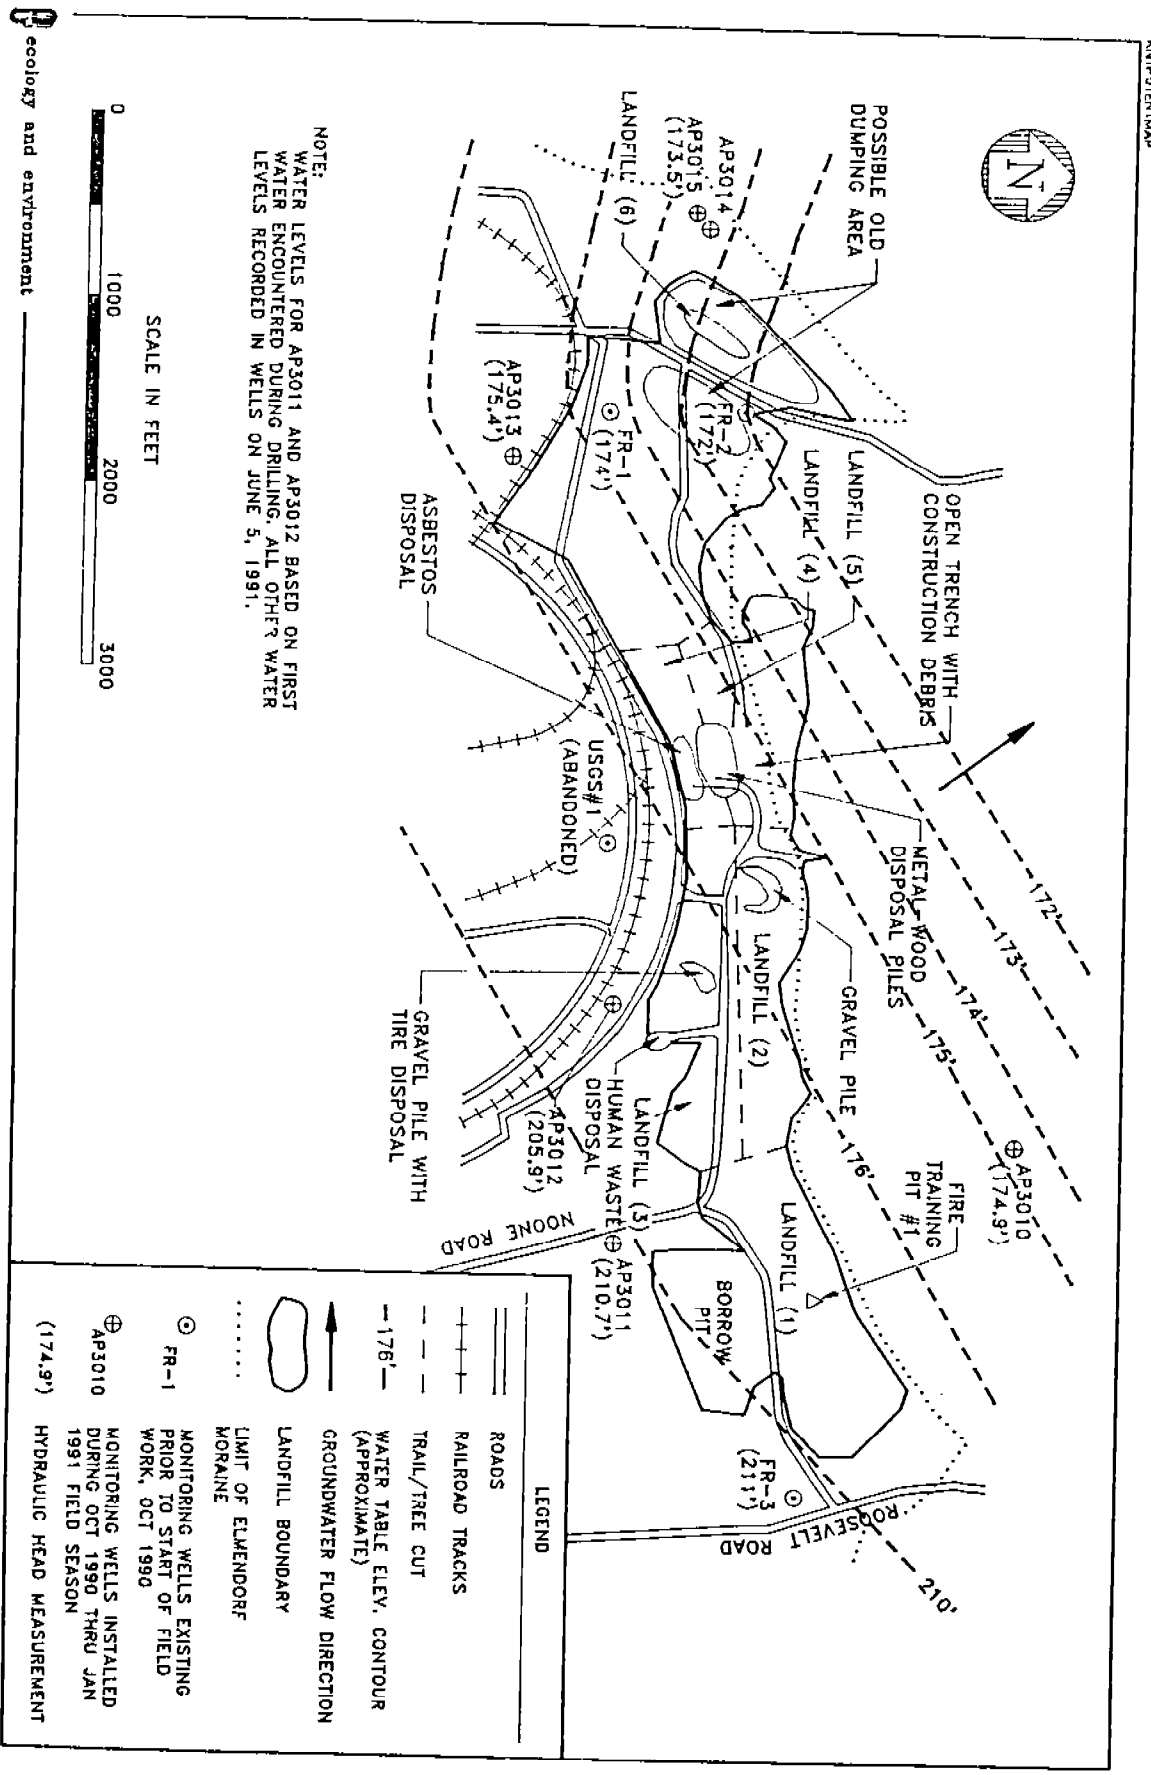 POSSIBLE OLD
DUMPING AREA
AP3014
AP3015
(173.5')
LANDFILL (6)
N
OPEN TRENCH WITH
CONSTRUCTION DEBRIS
LANDFILL (5)
LANDFILL (4)
FR-2
(172')
FR-1
(174')
AP3013
(175.4')
ASBESTOS
DISPOSAL
USGS#1
(ABANDONED)
METAL-WOOD
DISPOSAL PILES
GRAVEL PILE
LANDFILL (2)
GRAVEL PILE WITH
TIRE DISPOSAL
HUMAN WASTE
DISPOSAL
LANDFILL (3)
AP3012
(205.9')
AP3011
(210.7')
NOONE ROAD
172'
173'
174'
175'
176'
AP3010
(174.9')
FIRE
TRAINING
PIT #1
LANDFILL (1)
BORROW
PIT
FR-3
(211')
ROOSEVELT
ROAD
210'
NOTE:
WATER LEVELS FOR AP3011 AND AP3012 BASED ON FIRST
WATER ENCOUNTERED DURING DRILLING. ALL OTHER WATER
LEVELS RECORDED IN WELLS ON JUNE 5, 1991.
SCALE IN FEET
0 1000 2000 3000
LEGEND
ROADS
RAILROAD TRACKS
TRAIL/TREE CUT
176'
WATER TABLE ELEV. CONTOUR
(APPROXIMATE)
GROUNDWATER FLOW DIRECTION
LANDFILL BOUNDARY
LIMIT OF ELMENDORF
MORAINE
FR-1
MONITORING WELLS EXISTING
PRIOR TO START OF FIELD
WORK, OCT 1990
AP3010
MONITORING WELLS INSTALLED
DURING OCT 1990 THRU JAN
1991 FIELD SEASON
(174.9')
HYDRAULIC HEAD MEASUREMENT
ecology and environment